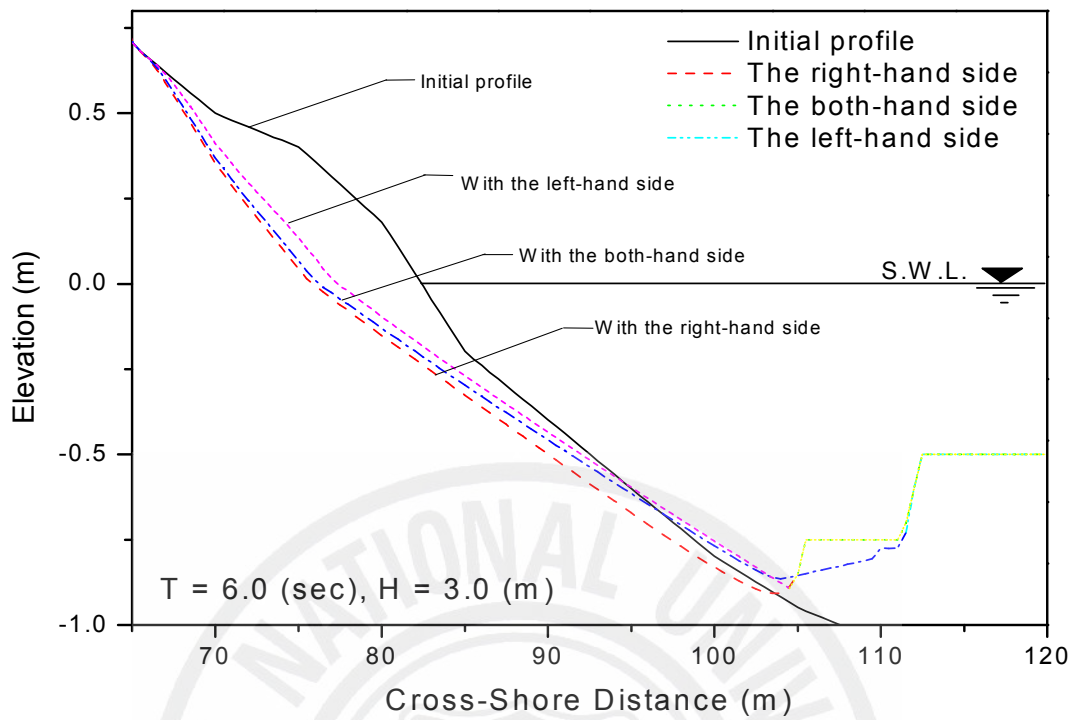 Initial profile
The right-hand side
The both-hand side
The left-hand side
Initial profile
With the left-hand side
With the both-hand side
S.W.L.
With the right-hand side
T = 6.0 (sec), H = 3.0 (m)
0.5
0.0
-0.5
-1.0
Elevation (m)
70 80 90 100 110 120
Cross-Shore Distance (m)
NATIONAL UNIV